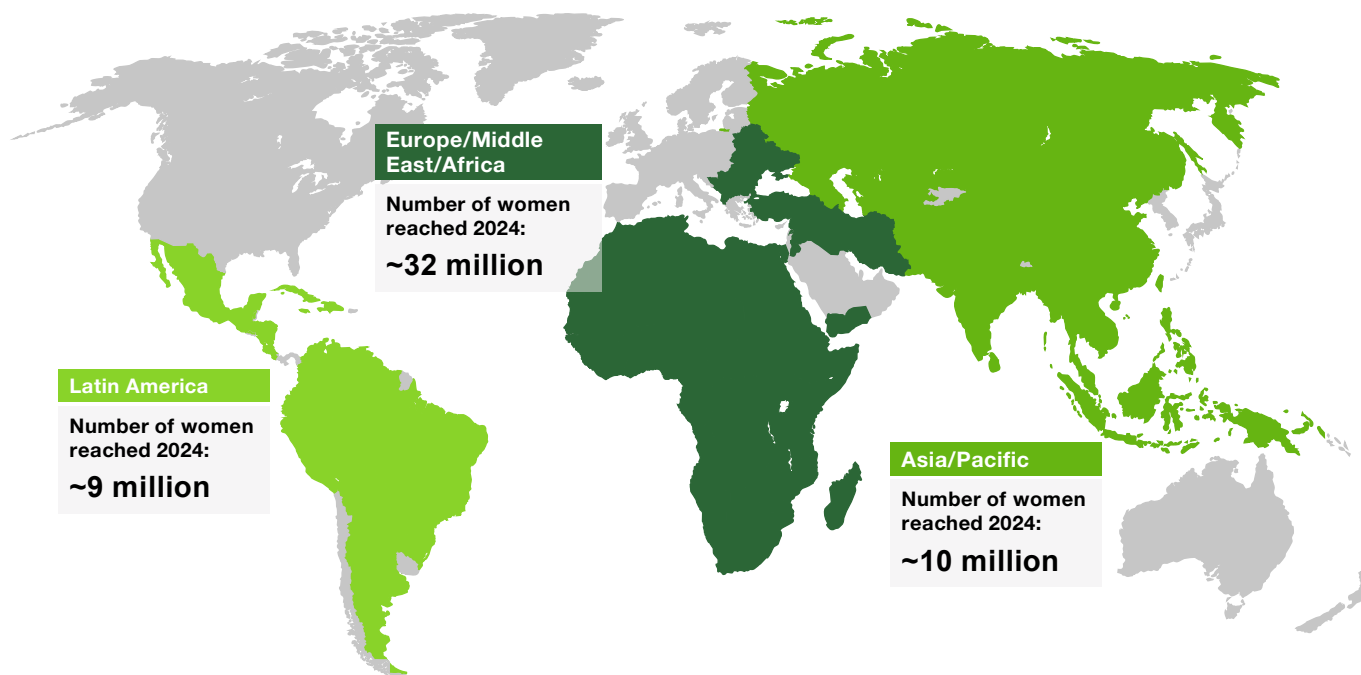 Europe/Middle
East/Africa
Number of women
reached 2024:
~32 million
Latin America
Number of women
reached 2024:
~9 million
Asia/Pacific
Number of women
reached 2024:
~10 million